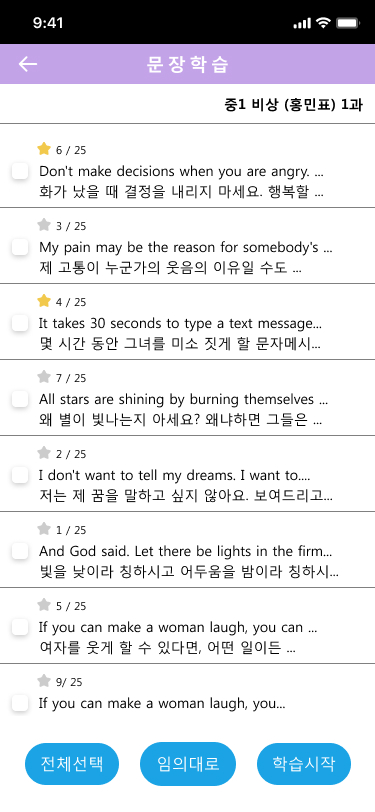 9:41
문장학습
중1 비상 (홍민표) 1과
6 / 25
Don't make decisions when you are angry. ...
화가 났을 때 결정을 내리지 마세요. 행복할 ...
3 / 25
My pain may be the reason for somebody's ...
제 고통이 누군가의 웃음의 이유일 수도 ...
4 / 25
It takes 30 seconds to type a text message...
몇 시간 동안 그녀를 미소 짓게 할 문자메시...
7 / 25
All stars are shining by burning themselves ...
왜 별이 빛나는지 아세요? 왜냐하면 그들은 ...
2 / 25
I don't want to tell my dreams. I want to....
저는 제 꿈을 말하고 싶지 않아요. 보여드리고...
1 / 25
And God said. Let there be lights in the firm...
빛을 낮이라 칭하시고 어두움을 밤이라 칭하시...
5 / 25
If you can make a woman laugh, you can ...
여자를 웃게 할 수 있다면, 어떤 일이든 ...
9/ 25
If you can make a woman laugh, you...
전체선택 임의대로 학습시작